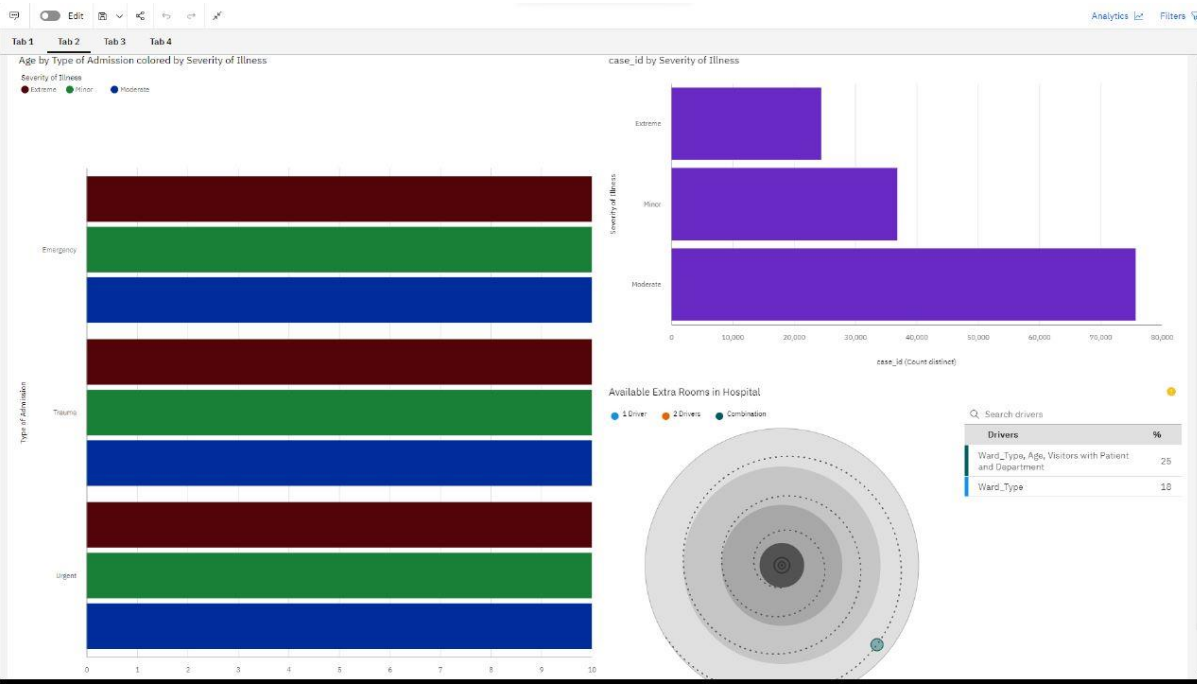 Edit
Analytics
Filters
Tab 1
Tab 2
Tab 3
Tab 4
Age by Type of Admission colored by Severity of Illness
Severity of Illness
Extreme
Minor
Moderate
Type of Admission
Emergency
Trauma
Urgent
0 1 2 3 4 5 6 7 8 9 10
case_id by Severity of Illness
Severity of Illness
Extreme
Minor
Moderate
0 10,000 20,000 30,000 40,000 50,000 60,000 70,000 80,000
case_id (Count distinct)
Available Extra Rooms in Hospital
1 Driver
2 Drivers
Combination
Search drivers
Drivers %
Ward_Type, Age, Visitors with Patient
and Department 25
Ward_Type 18